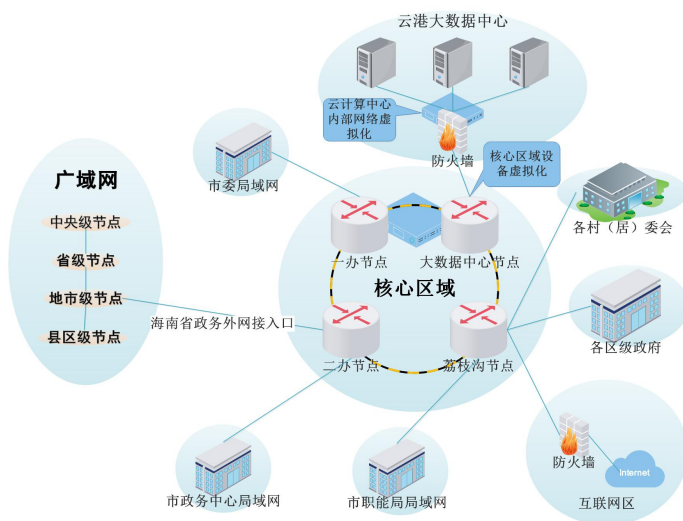 云港大数据中心
云计算中心
内部网络虚
拟化
防火墙
核心区域设
备虚拟化
市委局域网
广域网
中央级节点
省级节点
地市级节点
县区级节点
海南省政务外网接入口
一办节点
大数据中心节点
核心区域
二办节点
荔枝沟节点
各村（居）委会
各区级政府
防火墙
Internet
互联网区
市政务中心局域网
市职能局局域网